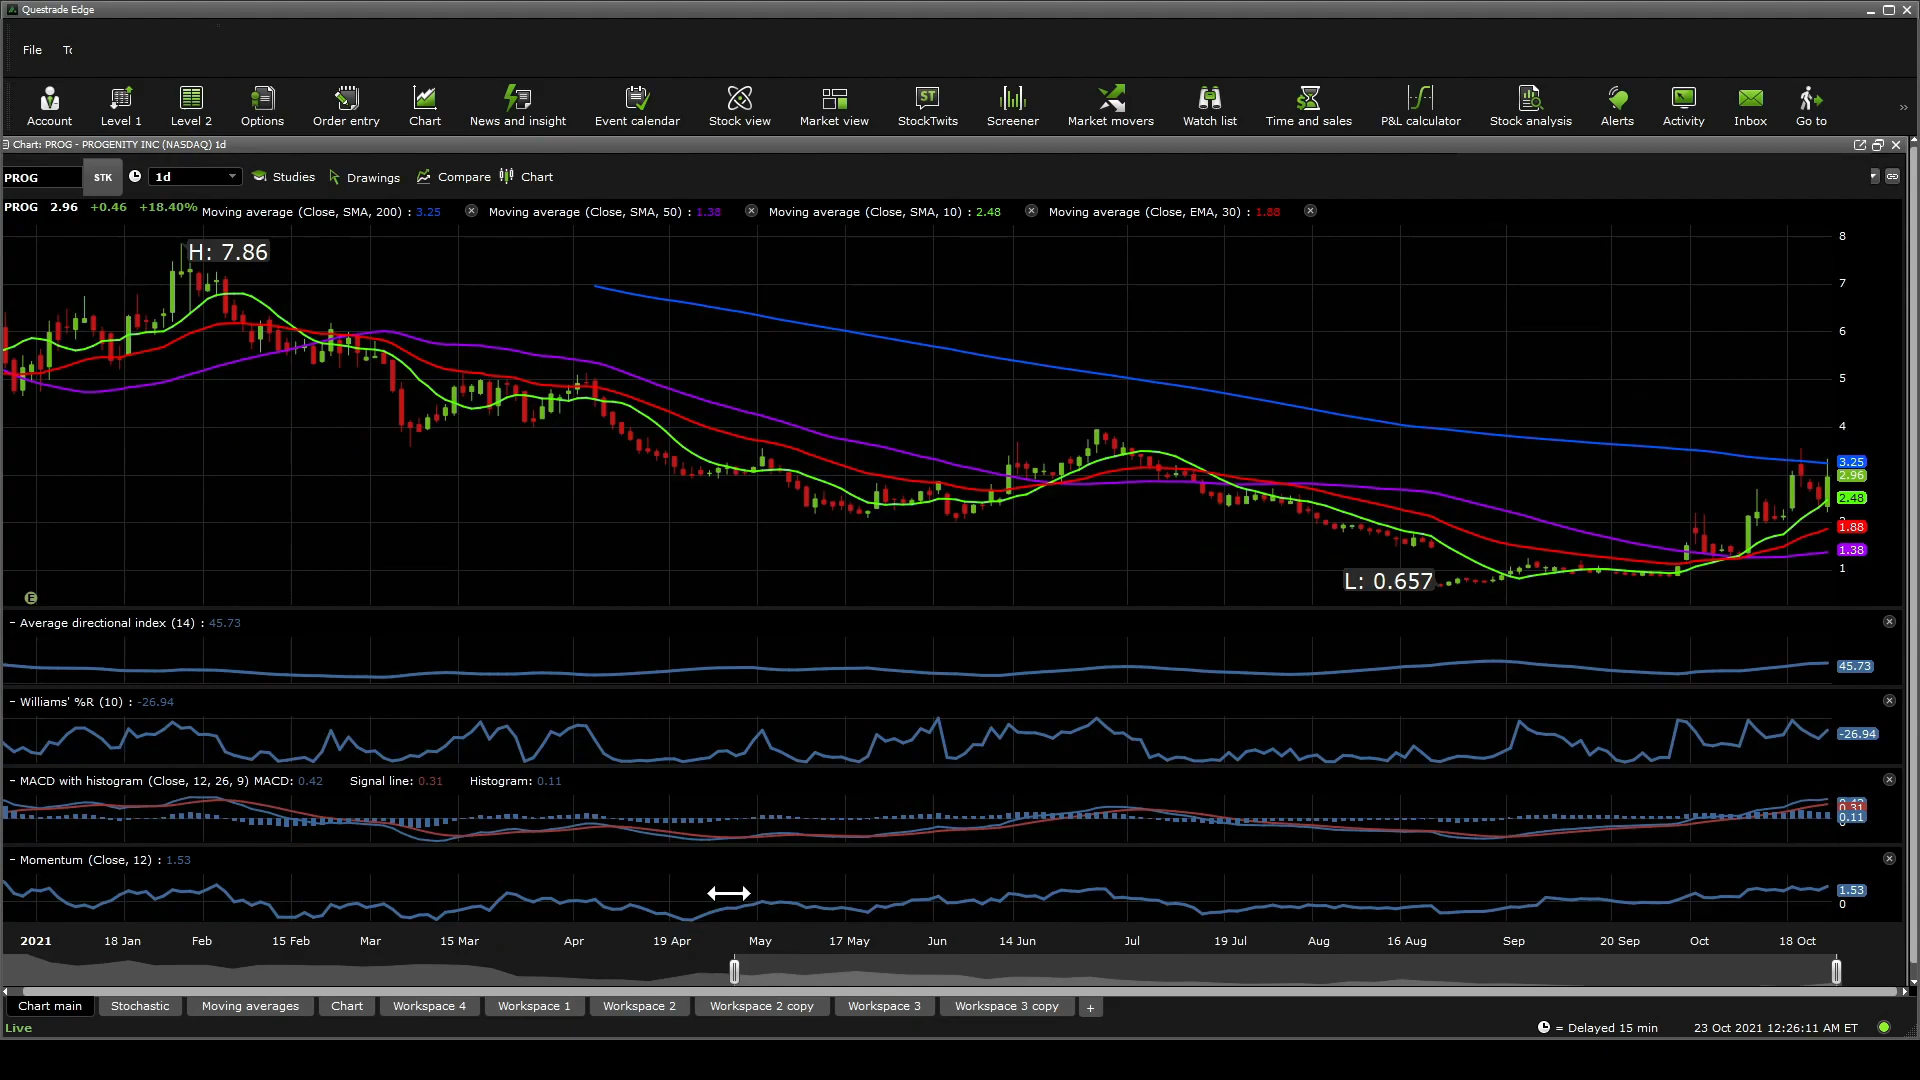 Questrade Edge
File To
Account Level 1 Level 2 Options Order entry Chart News and insight Event calendar Stock view Market view StockTwits Screener Market movers Watch list Time and sales P&L calculator Stock analysis Alerts Activity Inbox Go to
ST
Chart: PROG - PROGENITY INC (NASDAQ) 1d
PROG STK 1d Studies Drawings Compare Chart
PROG 2.96 +0.46 +18.40% Moving average (Close, SMA, 200) : 3.25 Moving average (Close, SMA, 50) : 1.38 Moving average (Close, SMA, 10) : 2.48 Moving average (Close, EMA, 30) : 1.88
8
H: 7.86
7
6
5
4
3.25
2.96
2.48
1.88
1.38
1
L: 0.657
E
- Average directional index (14) : 45.73
45.73
- Williams' %R (10) : -26.94
-26.94
- MACD with histogram (Close, 12, 26, 9) MACD: 0.42 Signal line: 0.31 Histogram: 0.11
0.31
0.11
- Momentum (Close, 12) : 1.53
1.53
0
2021 18 Jan Feb 15 Feb Mar 15 Mar Apr 19 Apr May 17 May Jun 14 Jun Jul 19 Jul Aug 16 Aug Sep 20 Sep Oct 18 Oct
Chart main Stochastic Moving averages Chart Workspace 4 Workspace 1 Workspace 2 Workspace 2 copy Workspace 3 Workspace 3 copy +
Live = Delayed 15 min 23 Oct 2021 12:26:11 AM ET